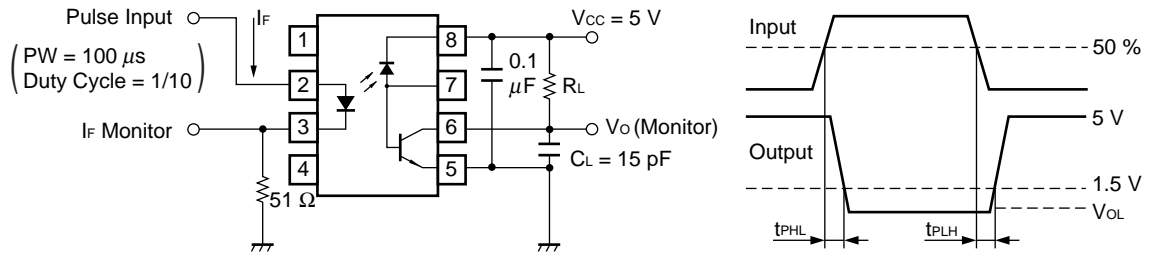 Pulse Input
IF
(PW = 100 μs
Duty Cycle = 1/10)
IF Monitor
51 Ω
1
2
3
4
8
7
6
5
VCC = 5 V
0.1
μF
RL
VO (Monitor)
CL = 15 pF
Input
50 %
5 V
Output
1.5 V
VOL
tPHL
tPLH